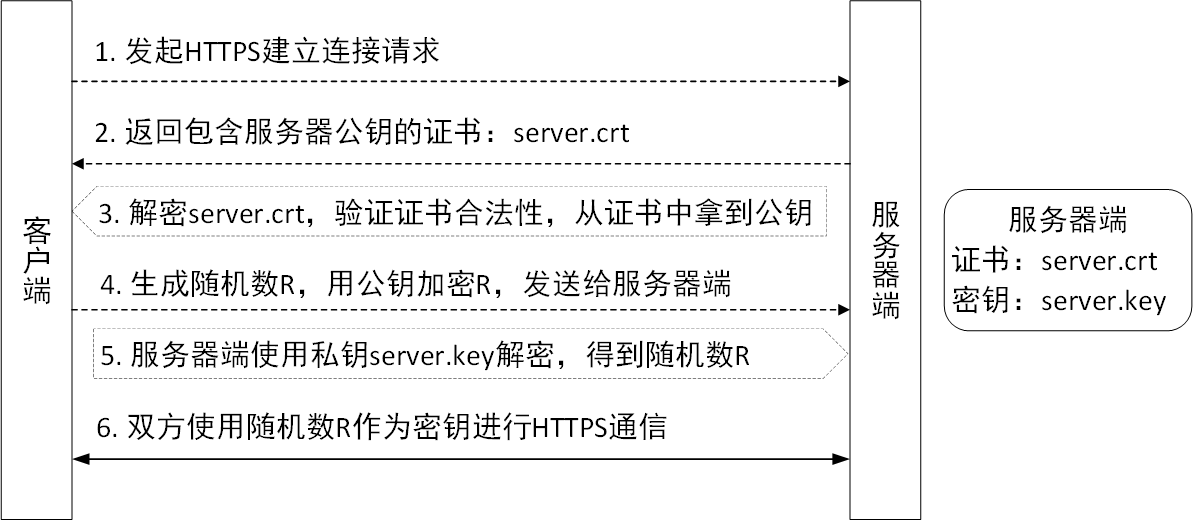 1. 发起HTTPS建立连接请求
2. 返回包含服务器公钥的证书：server.crt
3. 解密server.crt，验证证书合法性，从证书中拿到公钥
4. 生成随机数R，用公钥加密R，发送给服务器端
5. 服务器端使用私钥server.key解密，得到随机数R
6. 双方使用随机数R作为密钥进行HTTPS通信
客户端
服务器端
服务器端
证书：server.crt
密钥：server.key